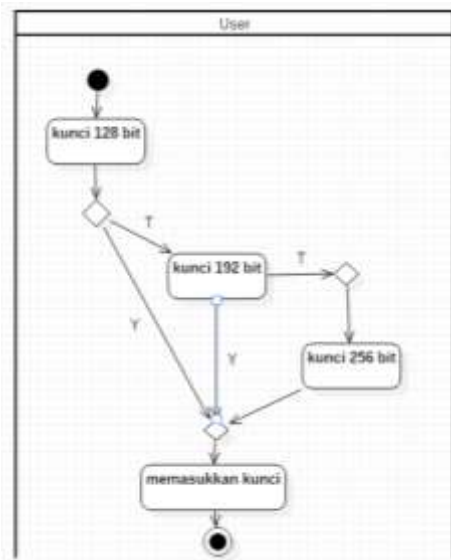 User
kunci 128 bit
T
kunci 192 bit
T
Y
Y
kunci 256 bit
memasukkan kunci